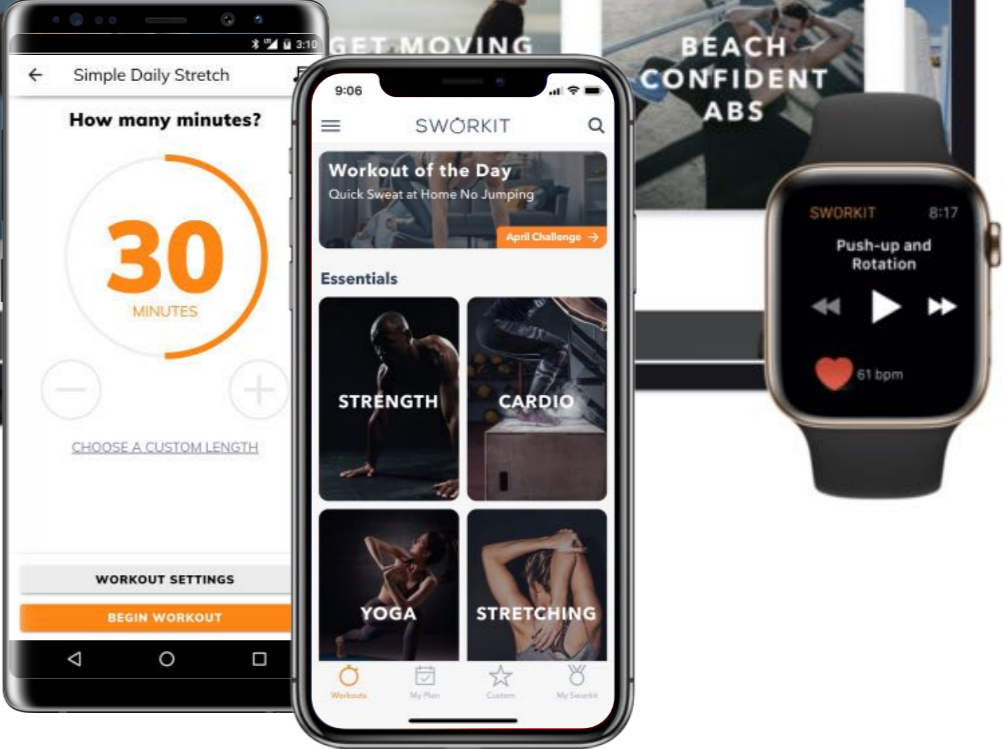 3:10
Simple Daily Stretch
How many minutes?
30
MINUTES
CHOOSE A CUSTOM LENGTH
WORKOUT SETTINGS
BEGIN WORKOUT
GET MOVING
9:06
SWORKIT
Workout of the Day
Quick Sweat at Home No Jumping
April Challenge →
Essentials
STRENGTH
CARDIO
YOGA
STRETCHING
Workouts
My Plan
Custom
My Sworkit
BEACH
CONFIDENT
ABS
SWORKIT
8:17
Push-up and
Rotation
61 bpm